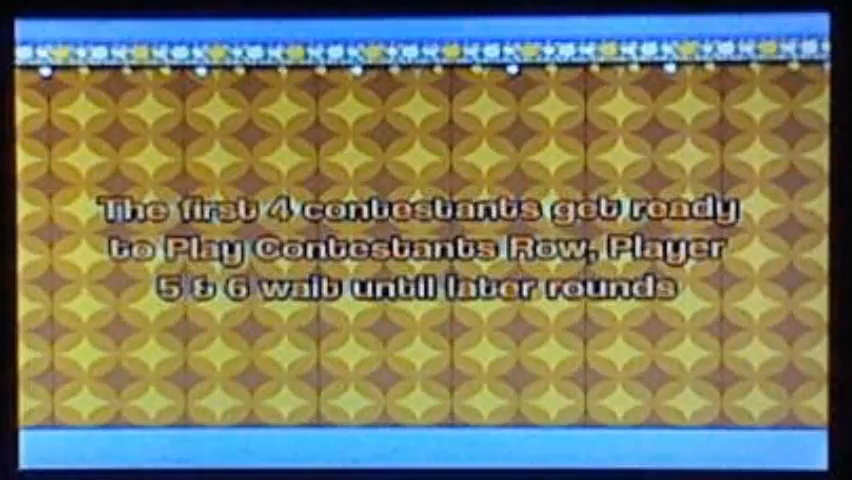 The first 4 contestants get ready
to Play Contestants Row, Player
5 & 6 wait until later rounds